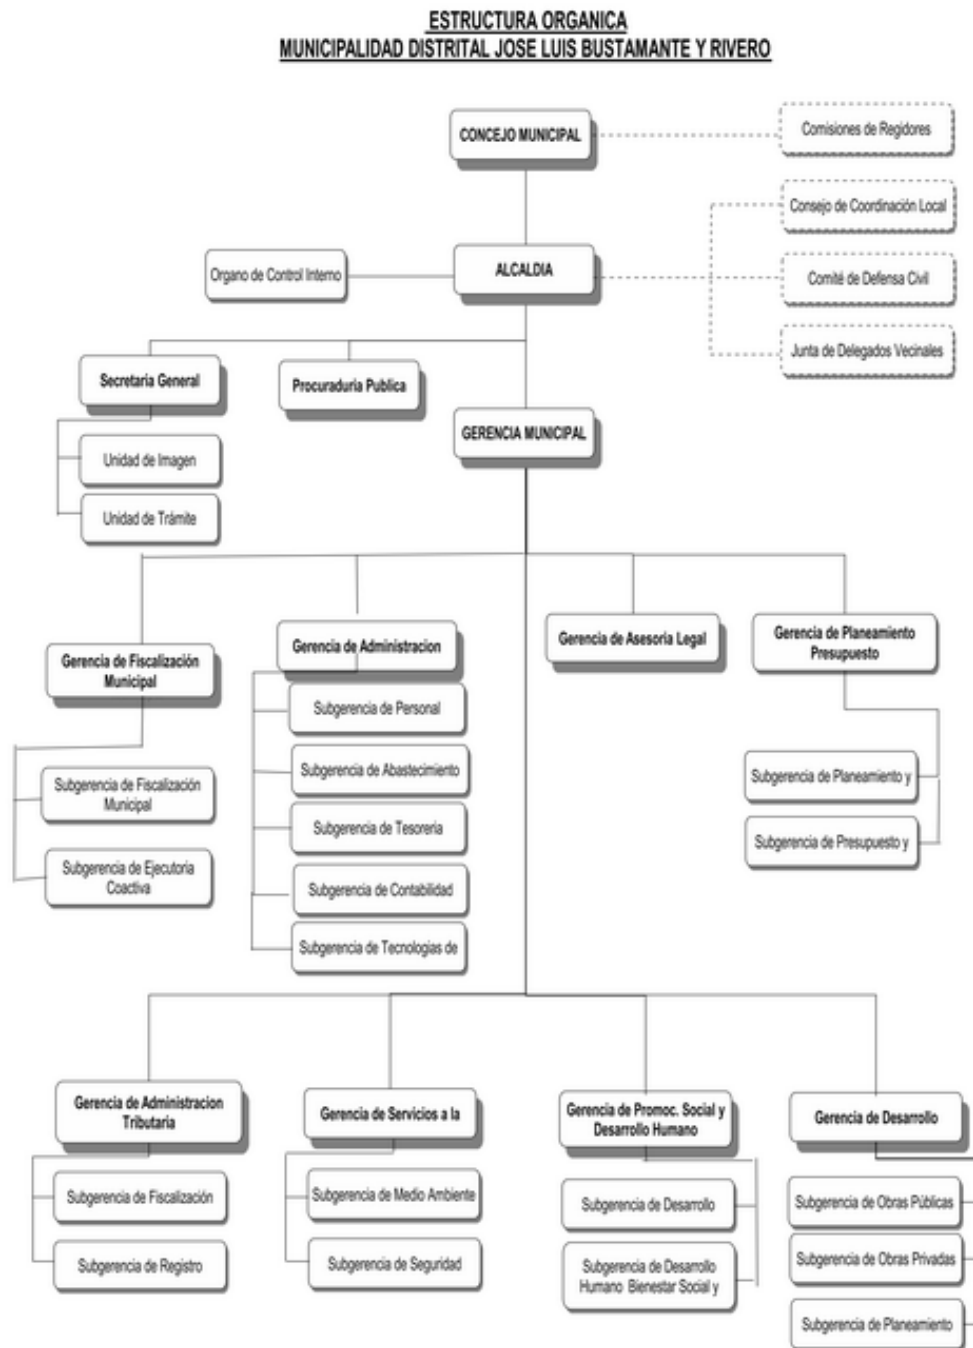 ESTRUCTURA ORGANICA
MUNICIPALIDAD DISTRITAL JOSE LUIS BUSTAMANTE Y RIVERO
CONCEJO MUNICIPAL
Comisiones de Regidores
Consejo de Coordinación Local
Organo de Control Interno
ALCALDIA
Comité de Defensa Civil
Junta de Delegados Vecinales
Secretaria General
Procuraduria Publica
GERENCIA MUNICIPAL
Unidad de Imagen
Unidad de Trámite
Gerencia de Fiscalización
Municipal
Gerencia de Administracion
Gerencia de Asesoria Legal
Gerencia de Planeamiento
Presupuesto
Subgerencia de Fiscalización
Municipal
Subgerencia de Ejecutoria
Coactiva
Subgerencia de Personal
Subgerencia de Abastecimiento
Subgerencia de Tesoreria
Subgerencia de Contabilidad
Subgerencia de Tecnologias de
Subgerencia de Planeamiento y
Subgerencia de Presupuesto y
Gerencia de Administracion
Tributaria
Gerencia de Servicios a la
Gerencia de Promoc. Social y
Desarrollo Humano
Gerencia de Desarrollo
Subgerencia de Fiscalización
Subgerencia de Registro
Subgerencia de Medio Ambiente
Subgerencia de Seguridad
Subgerencia de Desarrollo
Subgerencia de Desarrollo
Humano Bienestar Social y
Subgerencia de Obras Públicas
Subgerencia de Obras Privadas
Subgerencia de Planeamiento